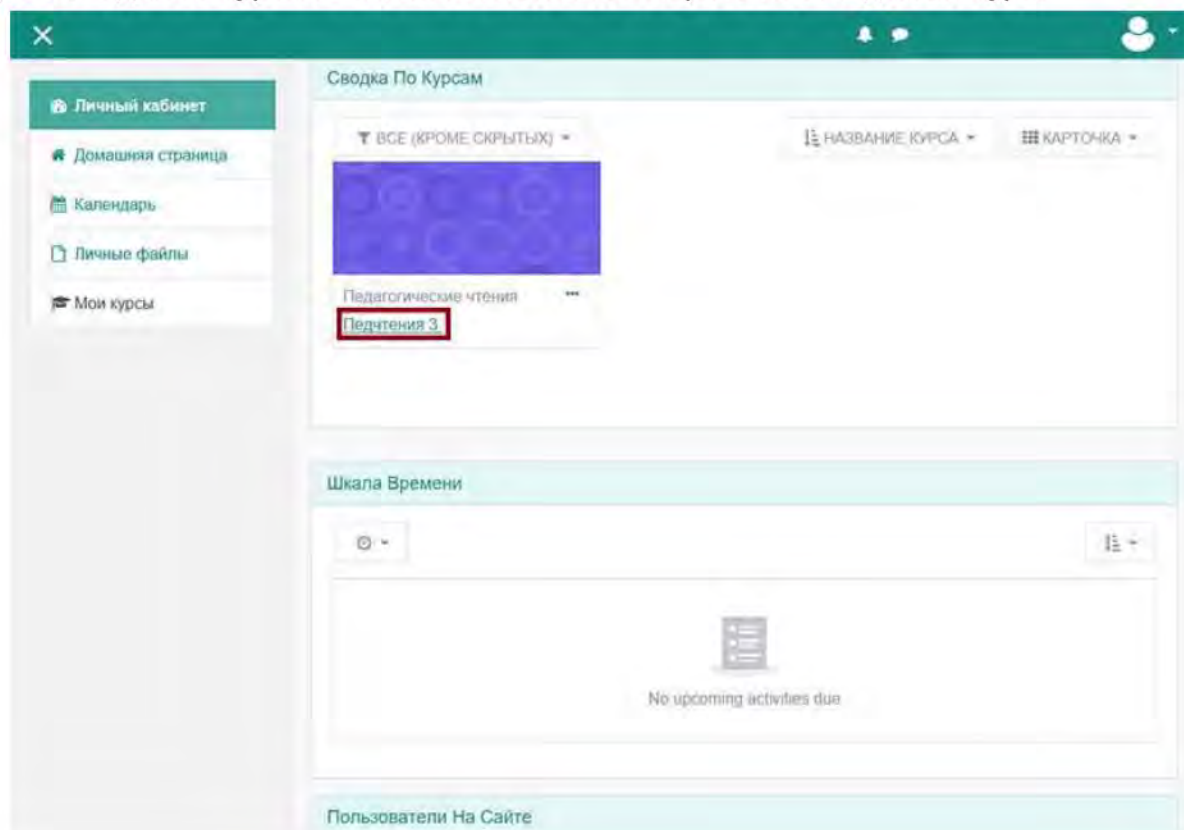 Сводка По Курсам
Личный кабинет
ВСЕ (КРОМЕ СКРЫТЫХ)
НАЗВАНИЕ КУРСА
КАРТОЧКА
Домашняя страница
Календарь
Личные файлы
Педагогические чтения
...
Мои курсы
Педчтения 3
Шкала Времени
No upcoming activities due
Пользователи На Сайте